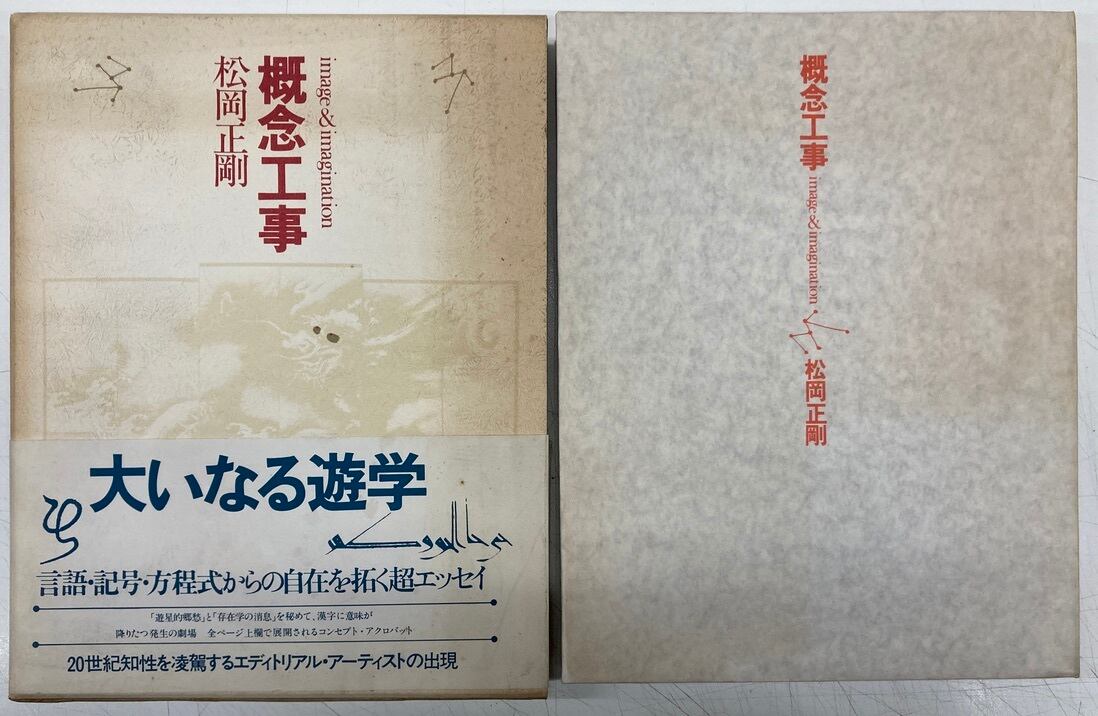 image & imagination
概念工事
松岡正剛
大いなる遊学
言語・記号・方程式からの自在を拓く超エッセイ
「遊星的郷愁」と「存在学の消息」を秘めて、漢字に意味が
降りたつ発生の劇場　全ページ上欄で展開されるコンセプト・アクロバット
20世紀知性を凌駕するエディトリアル・アーティストの出現
概念工事
image & imagination
松岡正剛